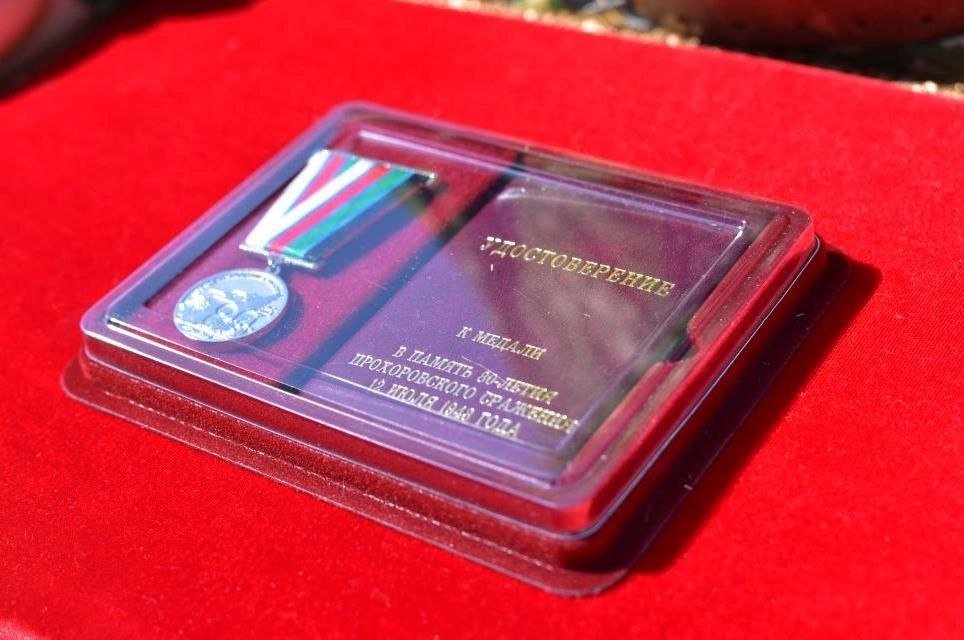 УДОСТОВЕРЕНИЕ
К МЕДАЛИ
В ПАМЯТЬ 80-ЛЕТИЯ
ПРОХОРОВСКОГО СРАЖЕНИЯ
12 ИЮЛЯ 1943 ГОДА